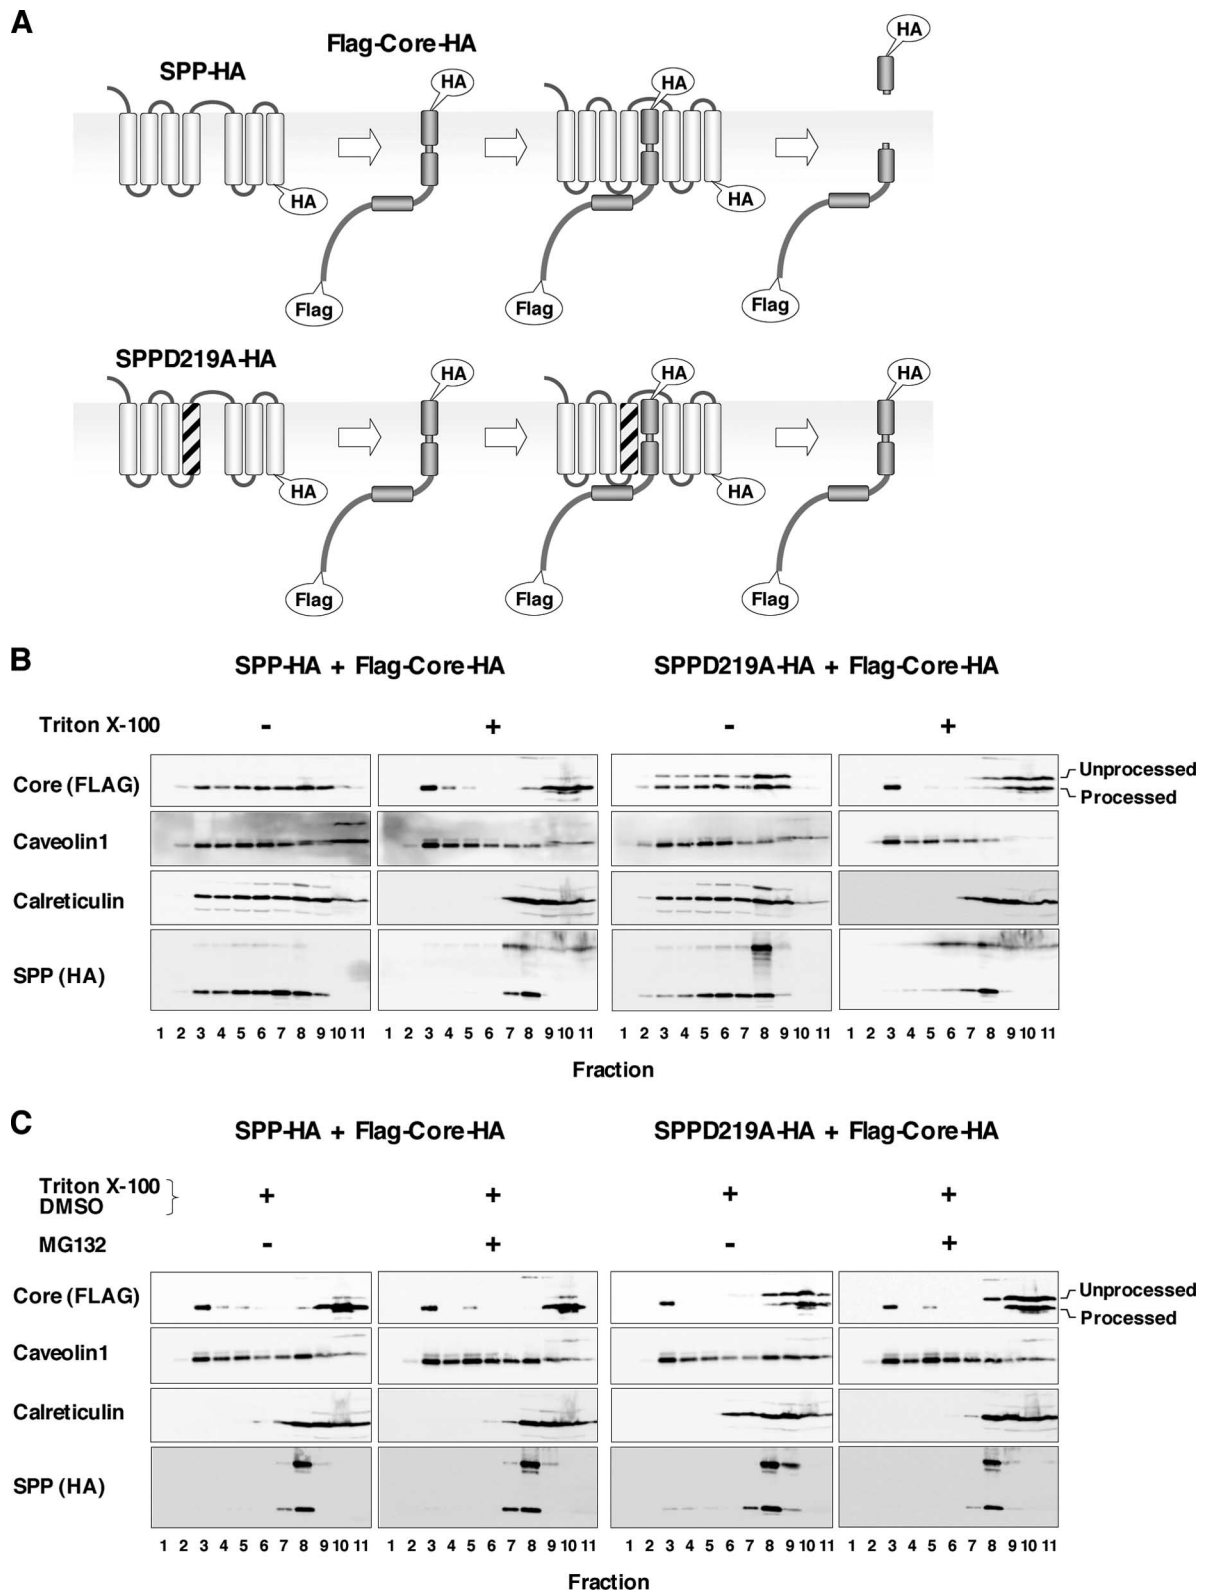 A
Flag-Core-HA
SPP-HA
HA
HA
HA
HA
HA
Flag
Flag
Flag
SPPD219A-HA
HA
HA
HA
HA
HA
Flag
Flag
Flag
B
SPP-HA + Flag-Core-HA SPPD219A-HA + Flag-Core-HA
Triton X-100 - + - +
Core (FLAG) Unprocessed
Processed
Caveolin1
Calreticulin
SPP (HA)
1 2 3 4 5 6 7 8 9 10 11 1 2 3 4 5 6 7 8 9 10 11 1 2 3 4 5 6 7 8 9 10 11 1 2 3 4 5 6 7 8 9 10 11
Fraction
C
SPP-HA + Flag-Core-HA SPPD219A-HA + Flag-Core-HA
Triton X-100 + + + +
DMSO
MG132 - + - +
Core (FLAG) Unprocessed
Processed
Caveolin1
Calreticulin
SPP (HA)
1 2 3 4 5 6 7 8 9 10 11 1 2 3 4 5 6 7 8 9 10 11 1 2 3 4 5 6 7 8 9 10 11 1 2 3 4 5 6 7 8 9 10 11
Fraction